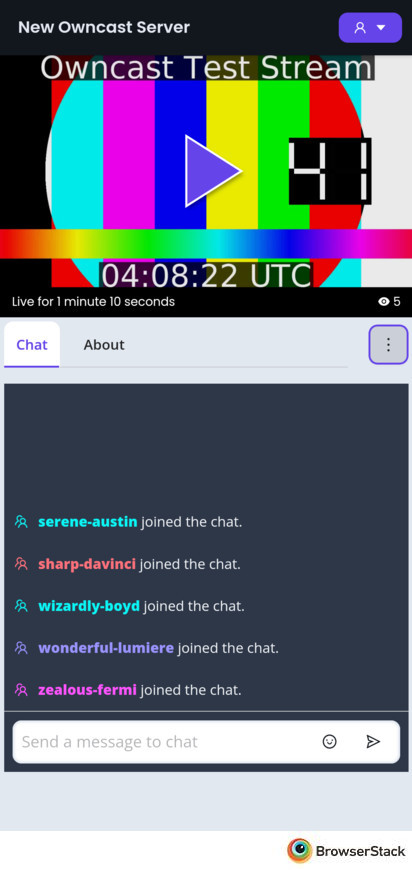 New Owncast Server
Owncast Test Stream
41
04:08:22 UTC
Live for 1 minute 10 seconds
5
Chat
About
serene-austin joined the chat.
sharp-davinci joined the chat.
wizardly-boyd joined the chat.
wonderful-lumiere joined the chat.
zealous-fermi joined the chat.
Send a message to chat
BrowserStack